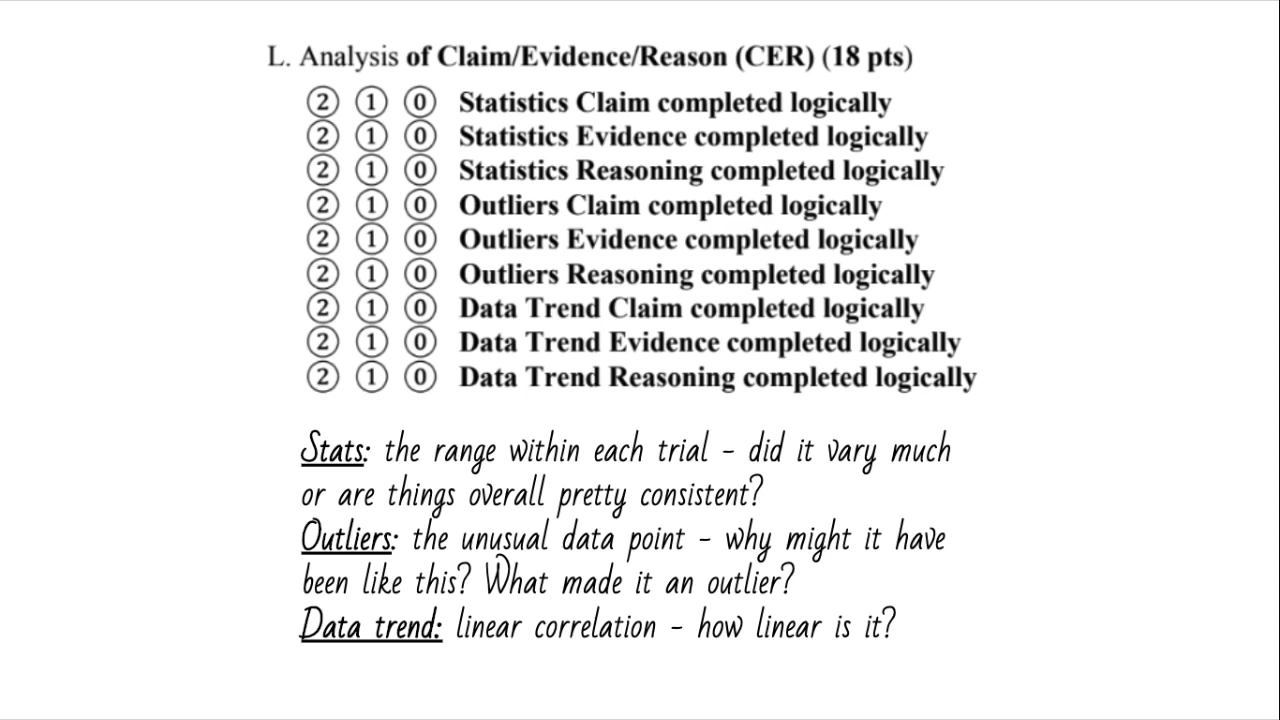 L. Analysis of Claim/Evidence/Reason (CER) (18 pts)
② ① ⓪ Statistics Claim completed logically
② ① ⓪ Statistics Evidence completed logically
② ① ⓪ Statistics Reasoning completed logically
② ① ⓪ Outliers Claim completed logically
② ① ⓪ Outliers Evidence completed logically
② ① ⓪ Outliers Reasoning completed logically
② ① ⓪ Data Trend Claim completed logically
② ① ⓪ Data Trend Evidence completed logically
② ① ⓪ Data Trend Reasoning completed logically
Stats: the range within each trial - did it vary much
or are things overall pretty consistent?
Outliers: the unusual data point - why might it have
been like this? What made it an outlier?
Data trend: linear correlation - how linear is it?